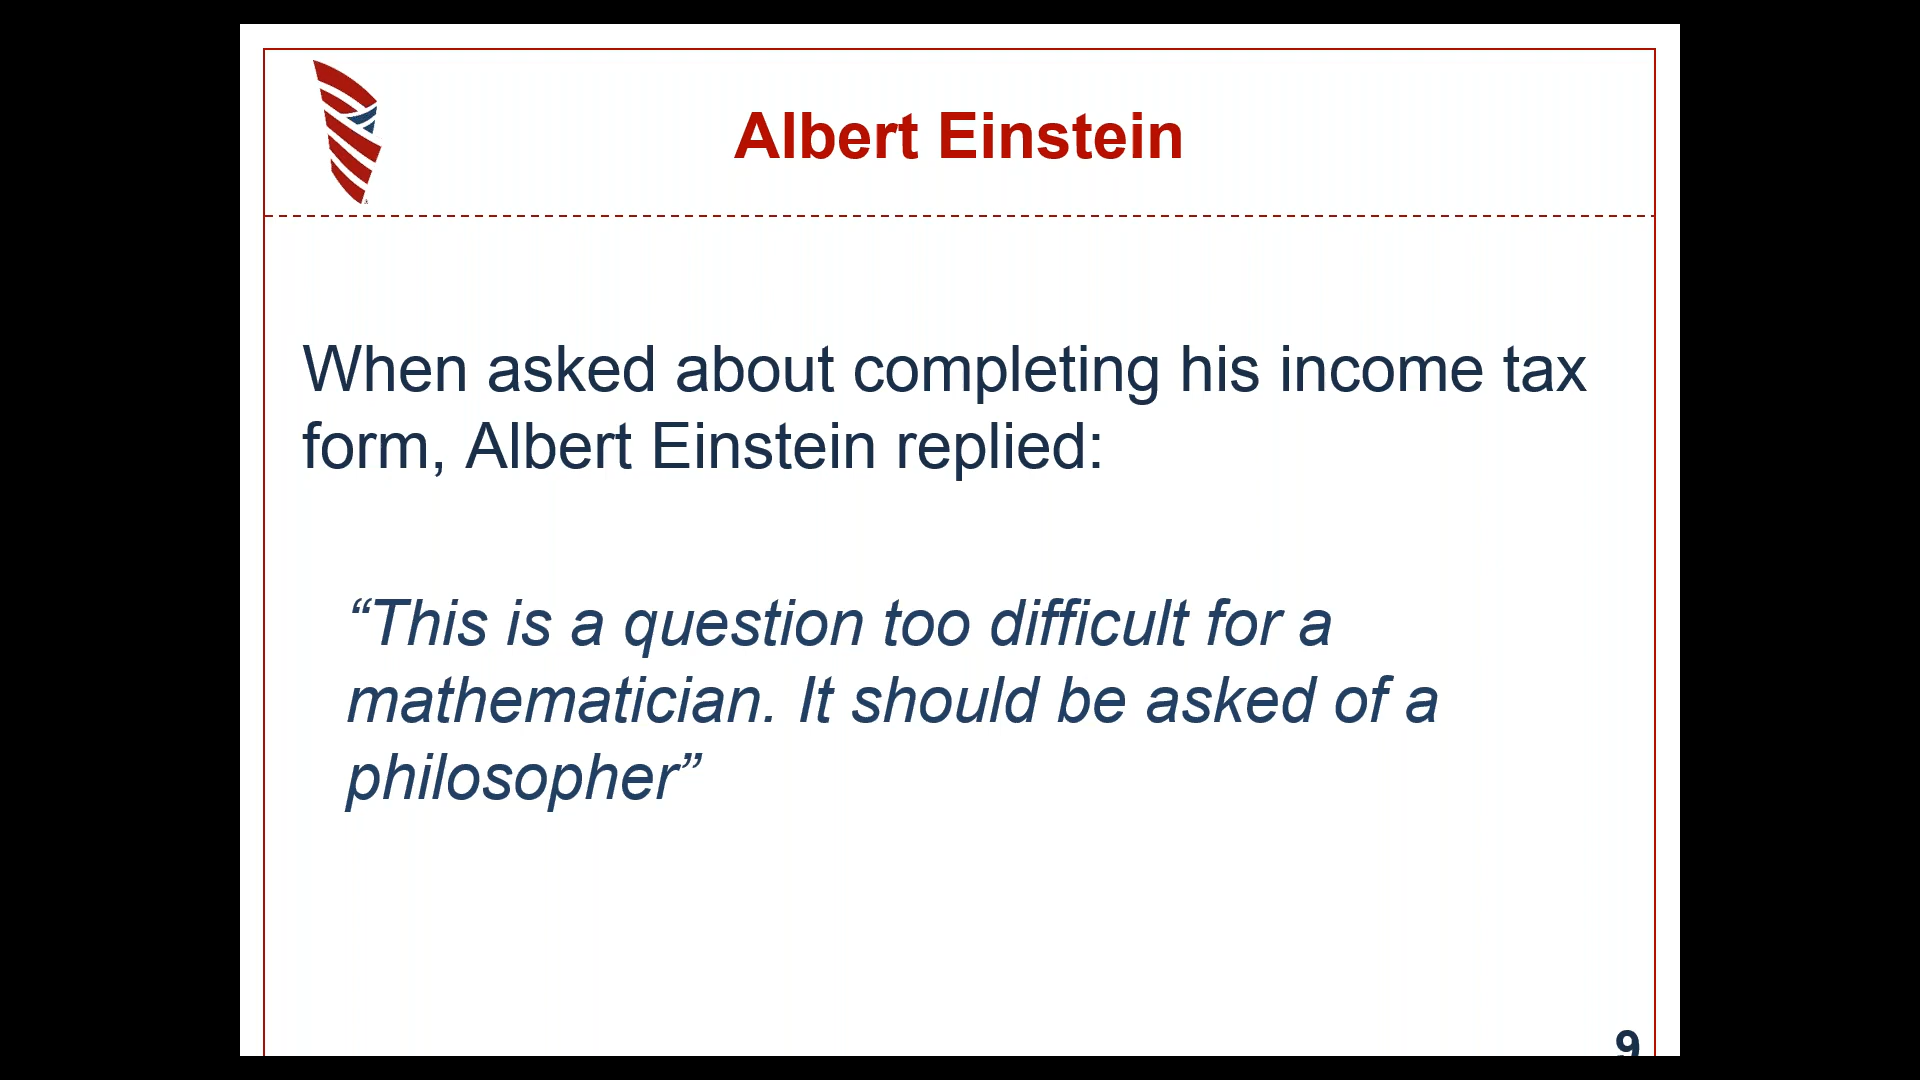 Albert Einstein
When asked about completing his income tax
form, Albert Einstein replied:
“This is a question too difficult for a
mathematician. It should be asked of a
philosopher”
9